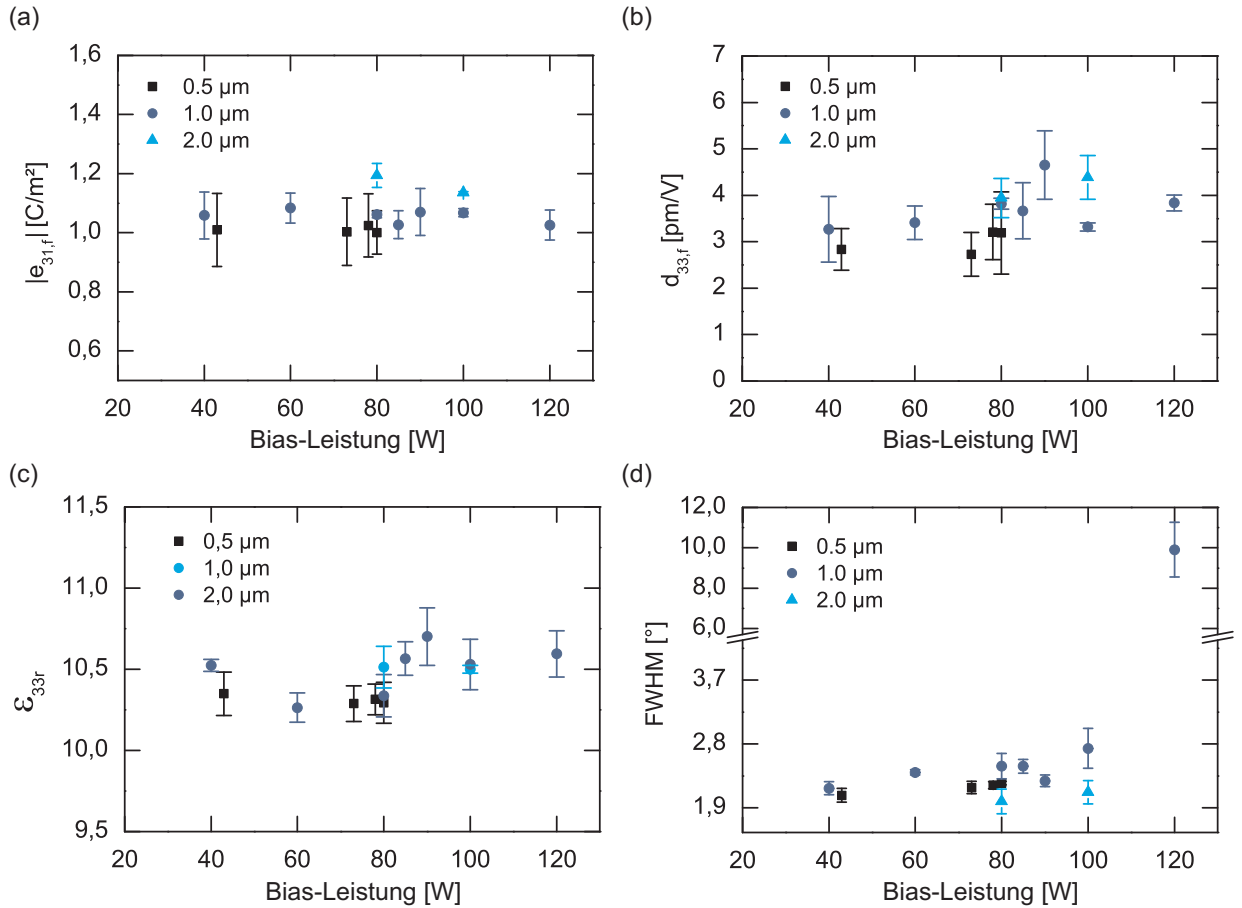 (a)
1,6
1,4
1,2
1,0
0,8
0,6
|e31,f| [C/m²]
0.5 µm
1.0 µm
2.0 µm
20 40 60 80 100 120
Bias-Leistung [W]
(b)
7
6
5
4
3
2
1
0
d33,f [pm/V]
0.5 µm
1.0 µm
2.0 µm
20 40 60 80 100 120
Bias-Leistung [W]
(c)
11,5
11,0
10,5
10,0
9,5
ε33r
0,5 µm
1,0 µm
2,0 µm
20 40 60 80 100 120
Bias-Leistung [W]
(d)
12,0
10,0
8,0
6,0
3,7
2,8
1,9
FWHM [°]
0.5 µm
1.0 µm
2.0 µm
20 40 60 80 100 120
Bias-Leistung [W]